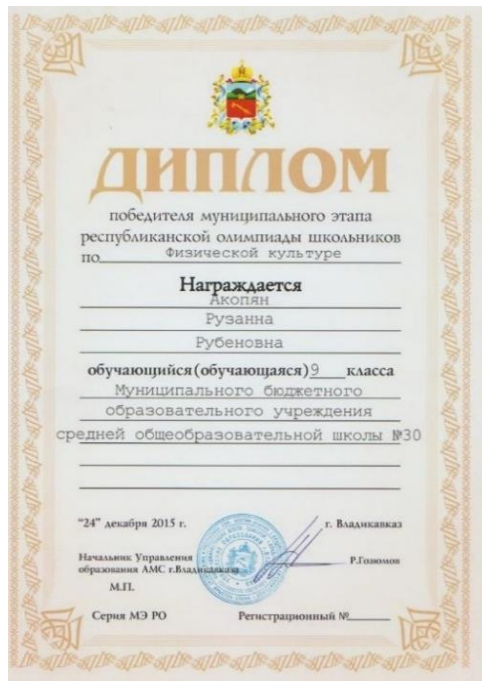 ДИПЛОМ
победителя муниципального этапа
республиканской олимпиады школьников
по Физической культуре
Награждается
Акопян
Рузанна
Рубеновна
обучающийся(обучающаяся) 9 класса
Муниципального бюджетного
образовательного учреждения
средней общеобразовательной школы №30
"24" декабря 2015 г. г. Владикавказ
Начальник Управления
образования АМС г.Владикавказа Р.Гозюмов
М.П.
Серия МЭ РО Регистрационный №